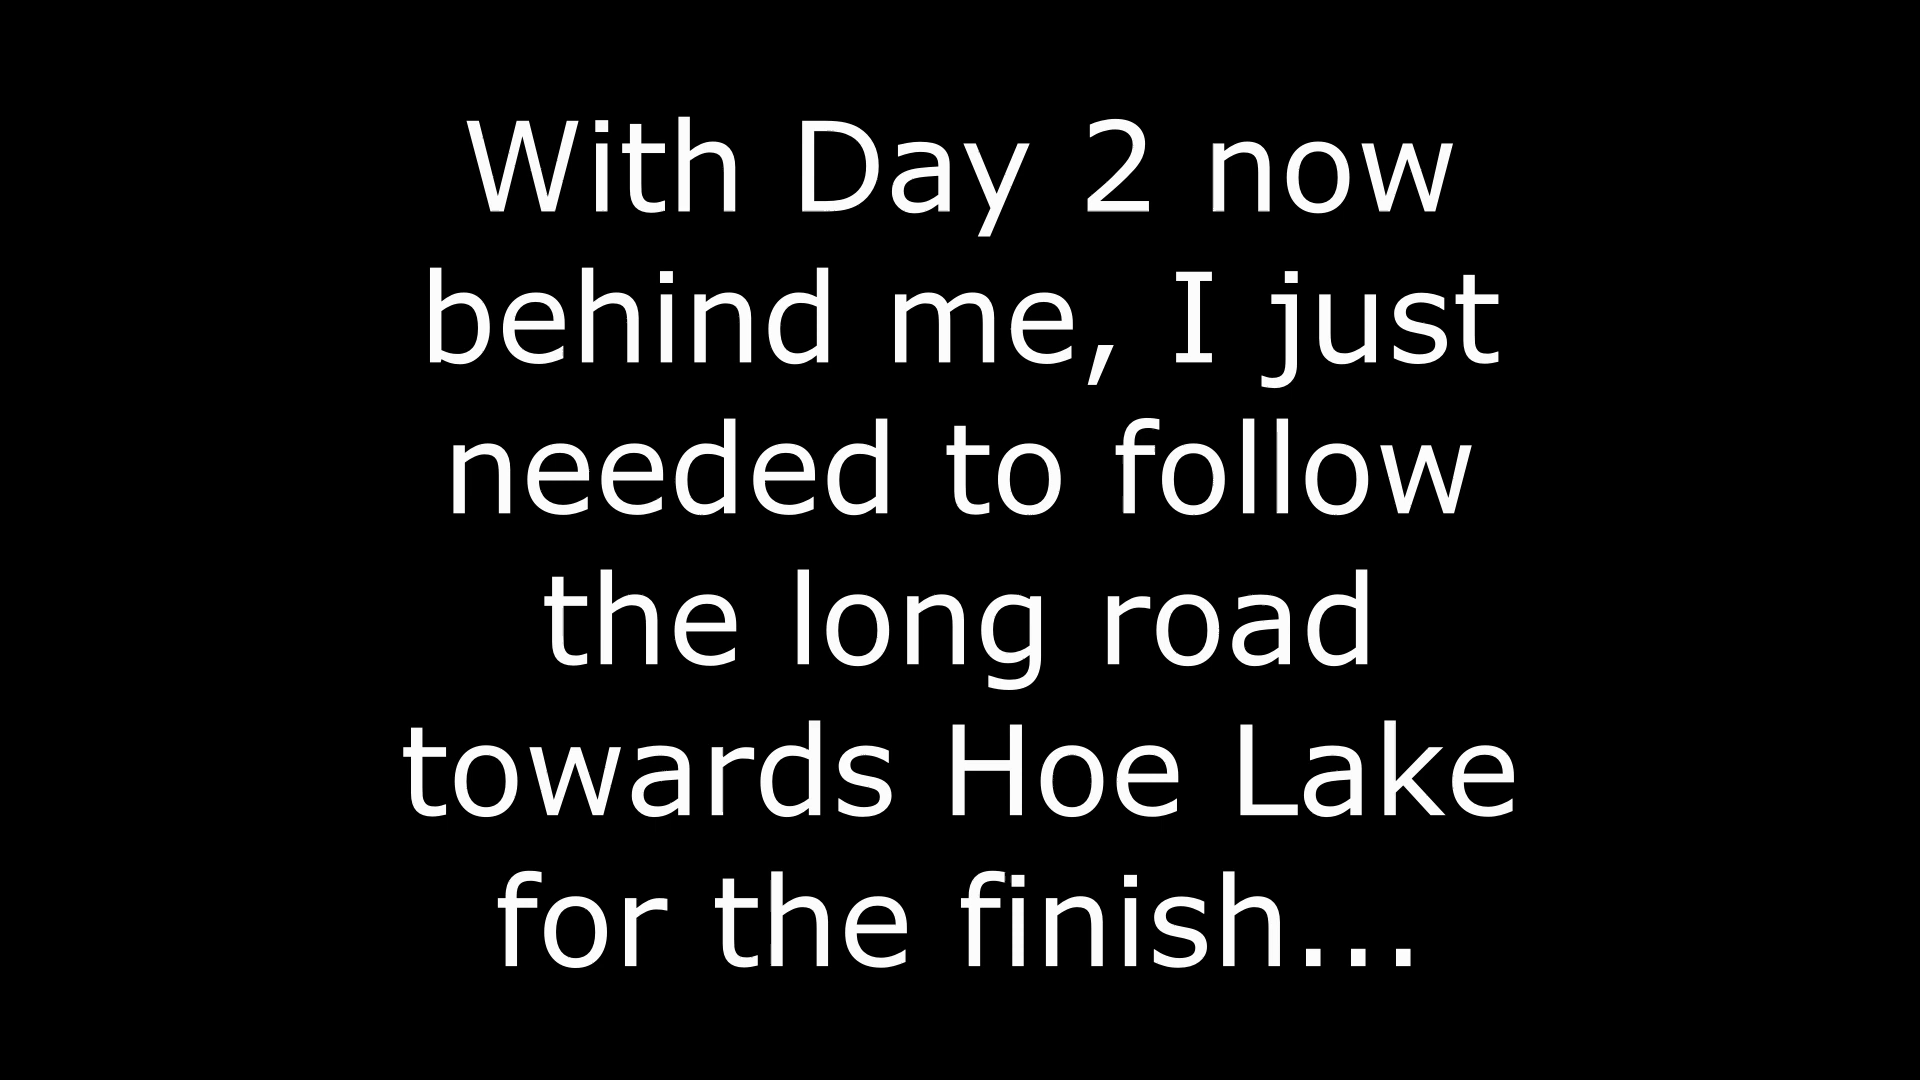 With Day 2 now
behind me, I just
needed to follow
the long road
towards Hoe Lake
for the finish...